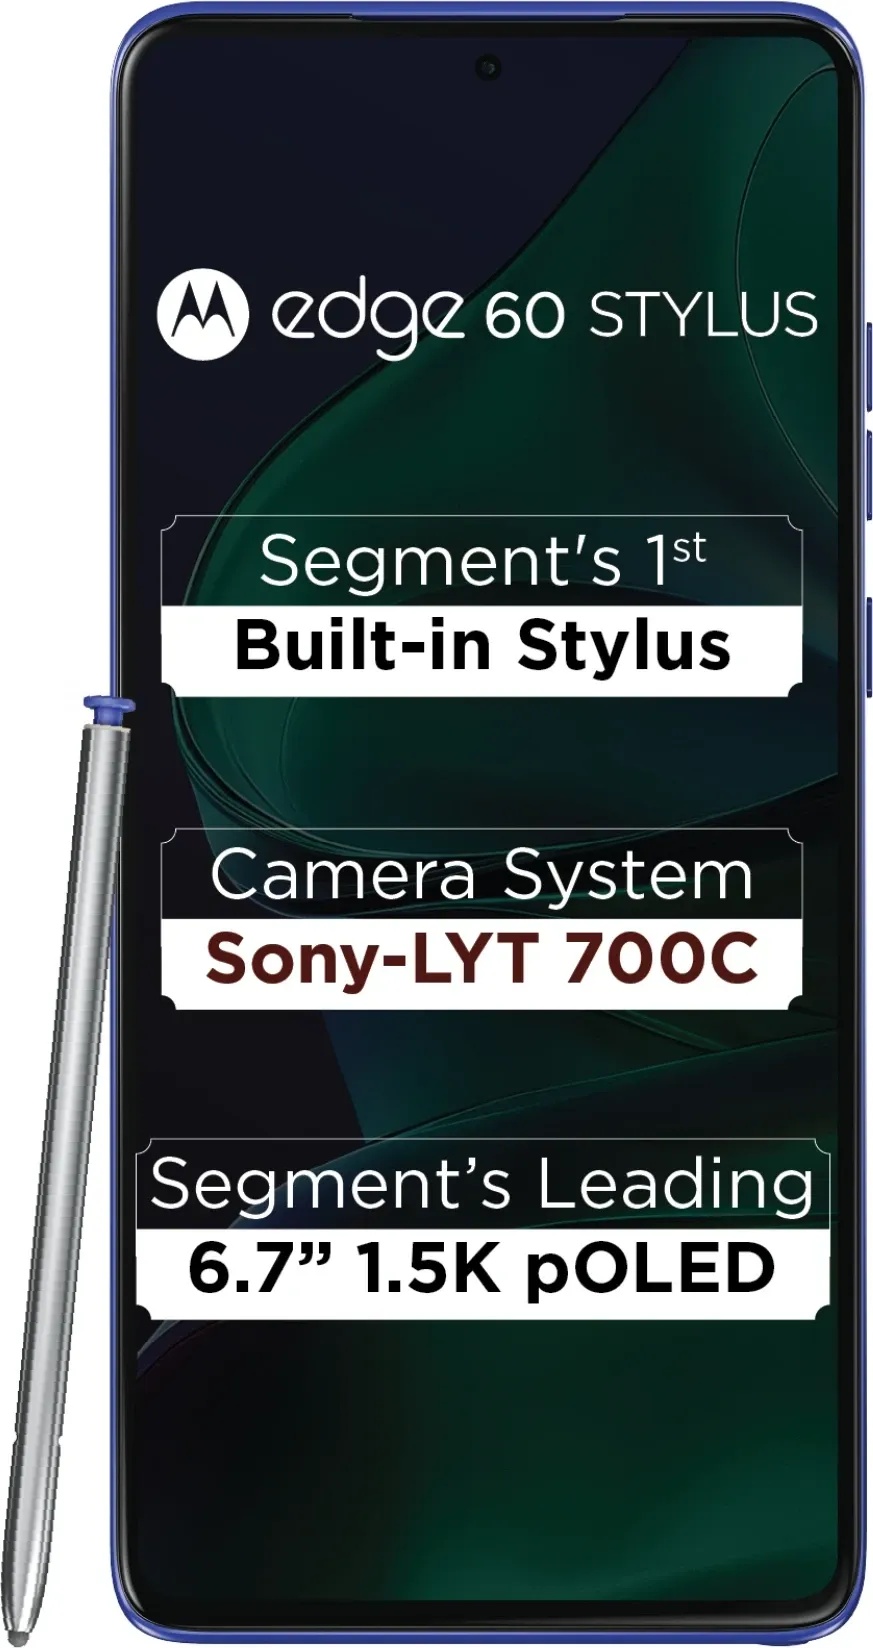 edge 60 STYLUS
Segment's 1st
Built-in Stylus
Camera System
Sony-LYT 700C
Segment’s Leading
6.7” 1.5K pOLED